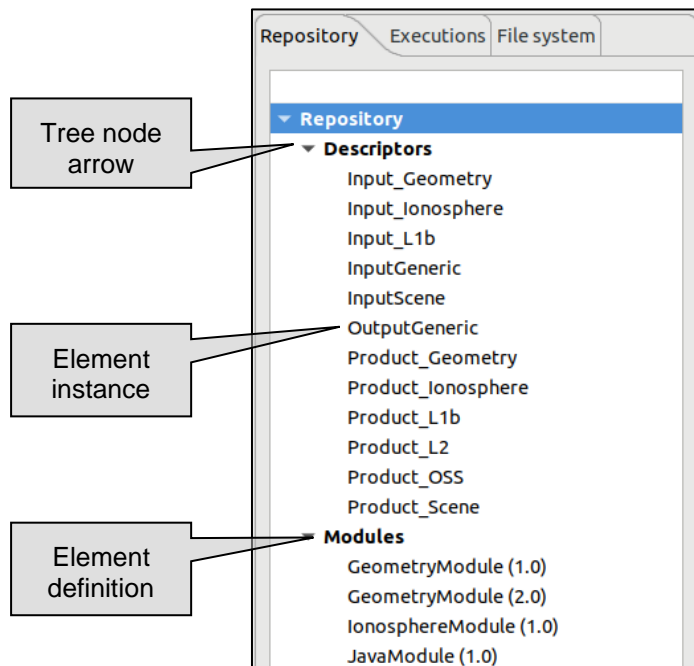 Repository Executions File system
Repository
Tree node
arrow
Descriptors
Input_Geometry
Input_Ionosphere
Input_L1b
InputGeneric
InputScene
Element
instance
OutputGeneric
Product_Geometry
Product_Ionosphere
Product_L1b
Product_L2
Product_OSS
Product_Scene
Element
definition
Modules
GeometryModule (1.0)
GeometryModule (2.0)
IonosphereModule (1.0)
JavaModule (1.0)